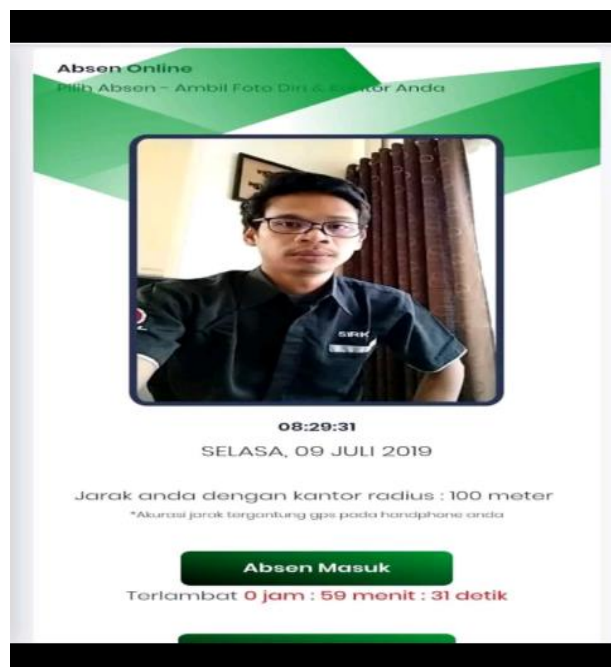 Absen Online
Pilih Absen - Ambil Foto Diri & Kantor Anda
SIRK
08:29:31
SELASA, 09 JULI 2019
Jarak anda dengan kantor radius : 100 meter
*Akurasi jarak tergantung gps pada handphone anda
Absen Masuk
Terlambat 0 jam : 59 menit : 31 detik